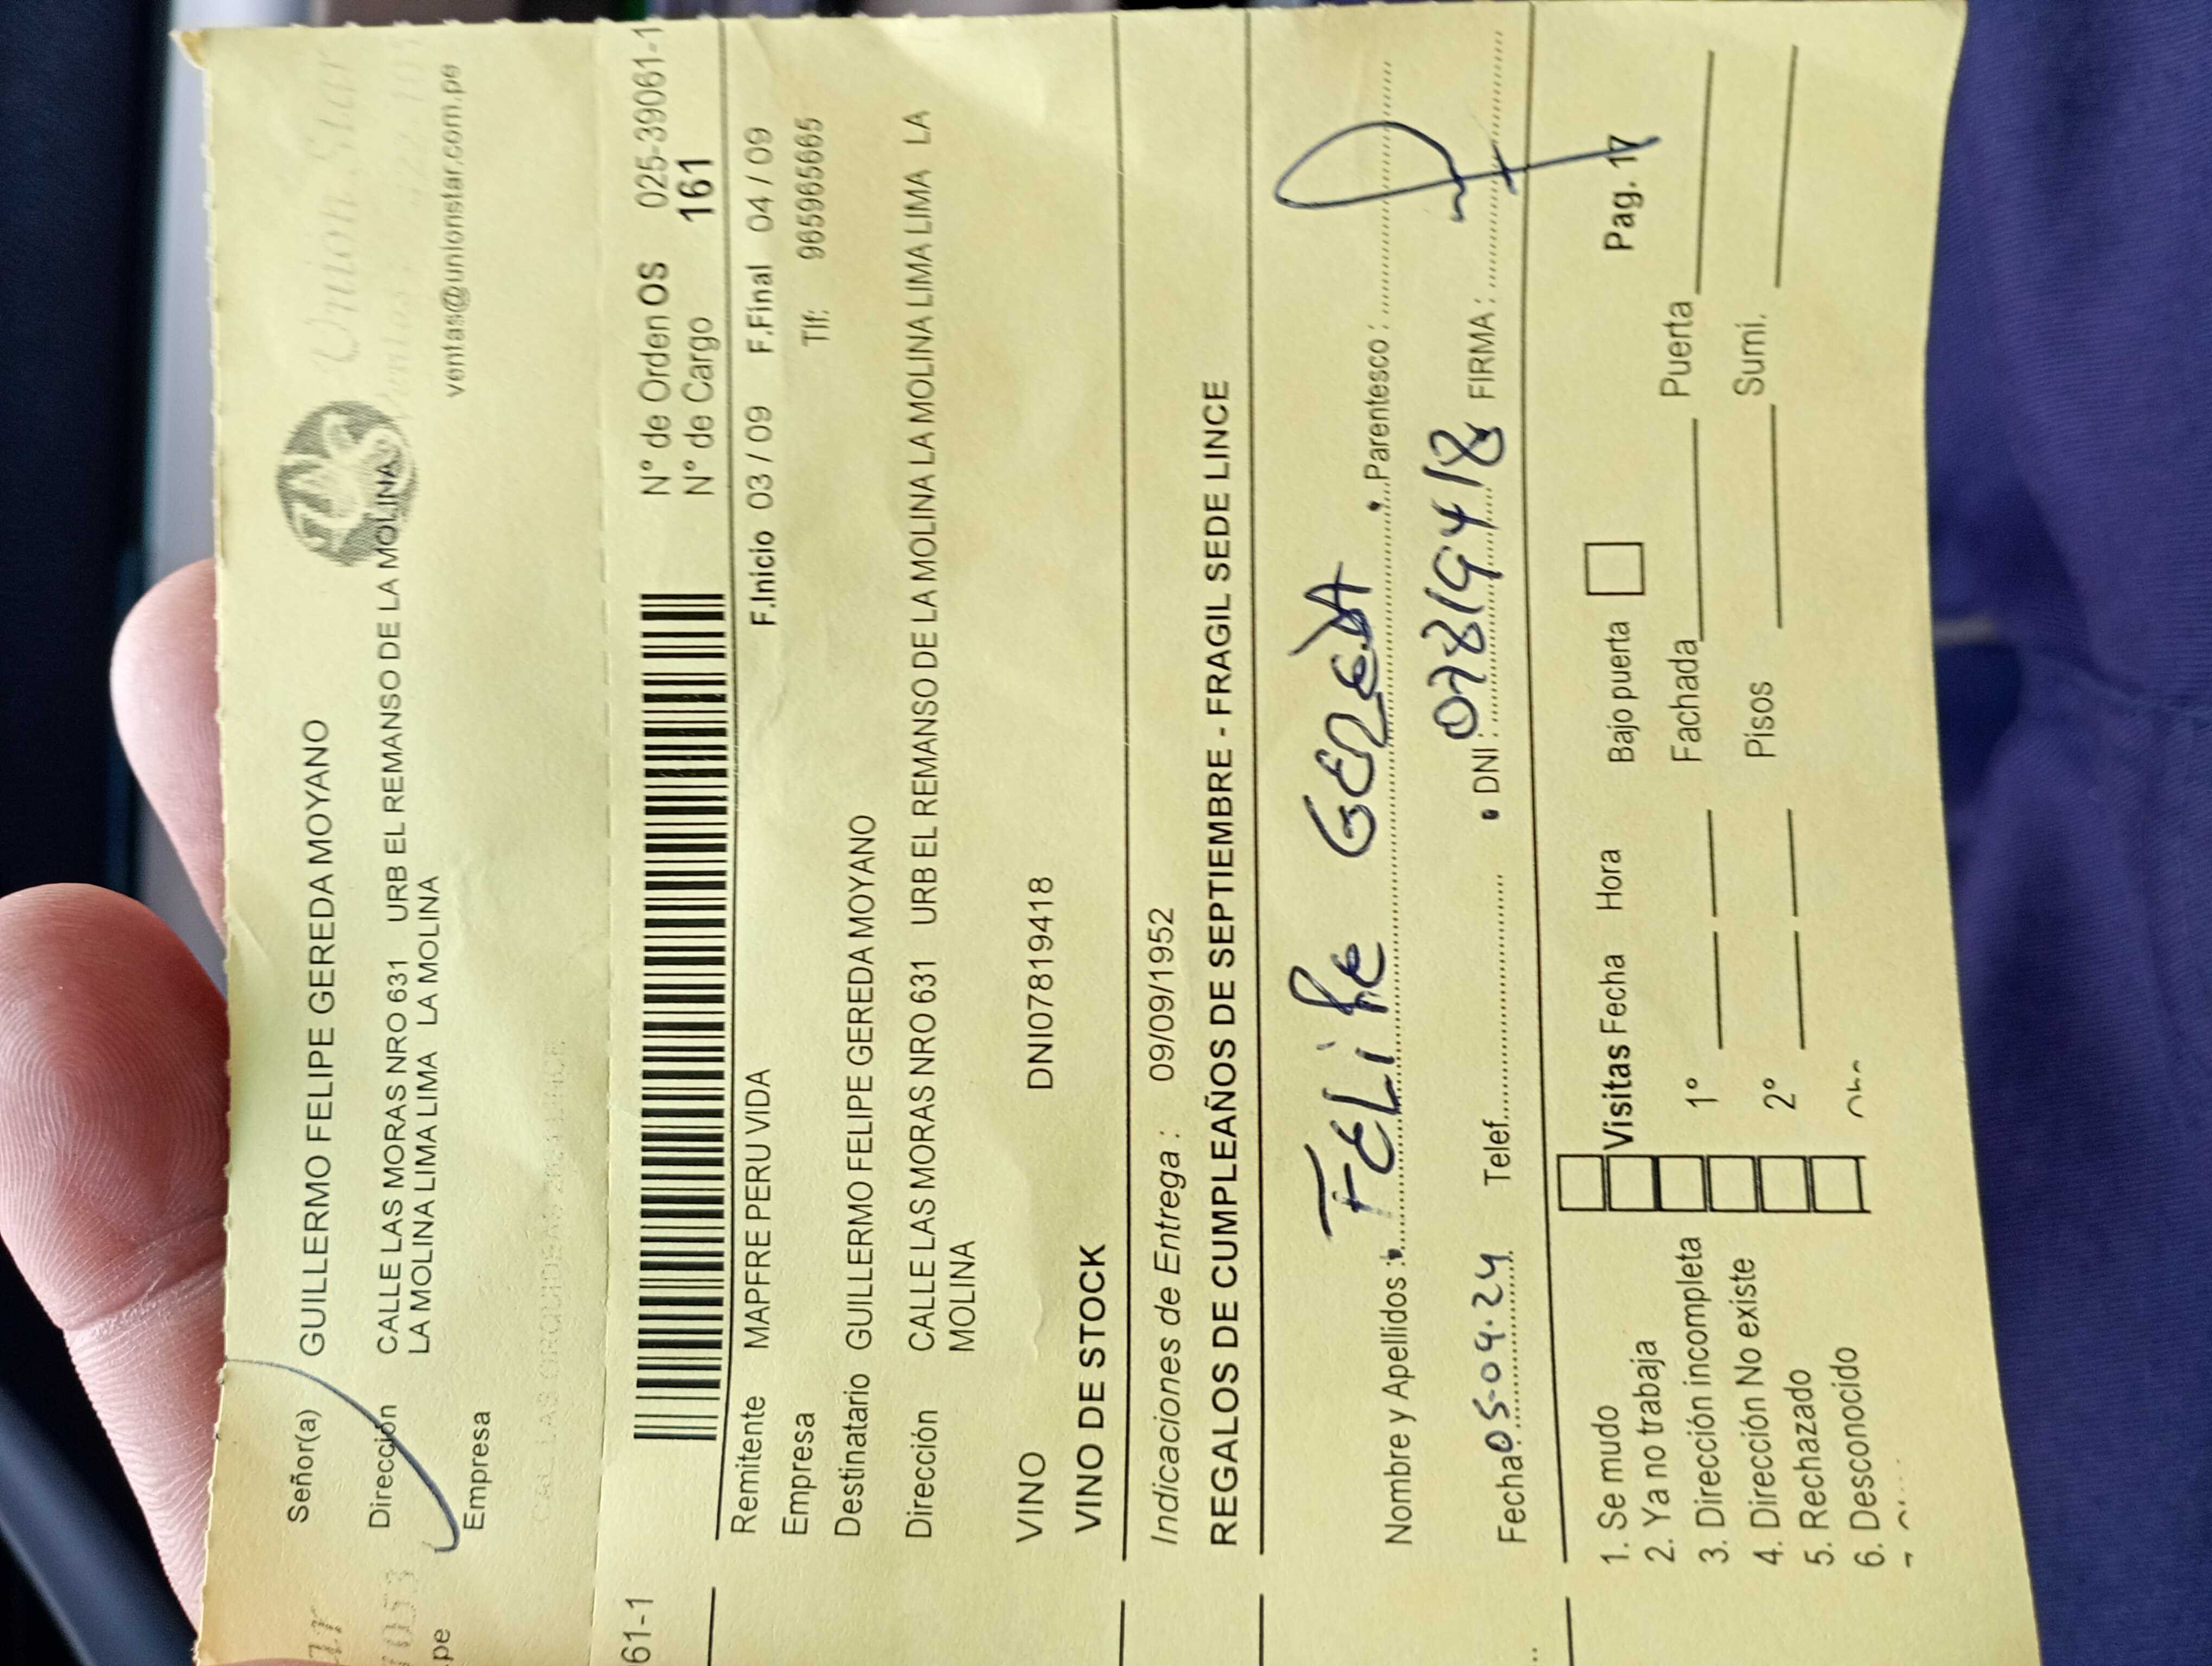 Union Star
ventas@unionstar.com.pe
Señor(a) GUILLERMO FELIPE GEREDA MOYANO
Dirección CALLE LAS MORAS NRO 631 URB EL REMANSO DE LA MOLINA
LA MOLINA LIMA LIMA LA MOLINA
Empresa
pe
61-1
N° de Orden OS 025-39061-1
N° de Cargo 161
F.Inicio 03 / 09 F.Final 04 / 09
Remitente MAPFRE PERU VIDA
Empresa Tlf: 965965665
Destinatario GUILLERMO FELIPE GEREDA MOYANO
Dirección CALLE LAS MORAS NRO 631 URB EL REMANSO DE LA MOLINA LA MOLINA LIMA LIMA LA
MOLINA
VINO DNI07819418
VINO DE STOCK
Indicaciones de Entrega : 09/09/1952
REGALOS DE CUMPLEAÑOS DE SEPTIEMBRE - FRAGIL SEDE LINCE
Nombre y Apellidos : FELIPE GEREDA Parentesco :
Fecha 05-09-24 Telef. DNI : 07819418 FIRMA :
1. Se mudo
2. Ya no trabaja
3. Dirección incompleta
4. Dirección No existe
5. Rechazado
6. Desconocido
Visitas Fecha Hora Bajo puerta Pag. 17
1° Fachada Puerta
2° Pisos Sumi.